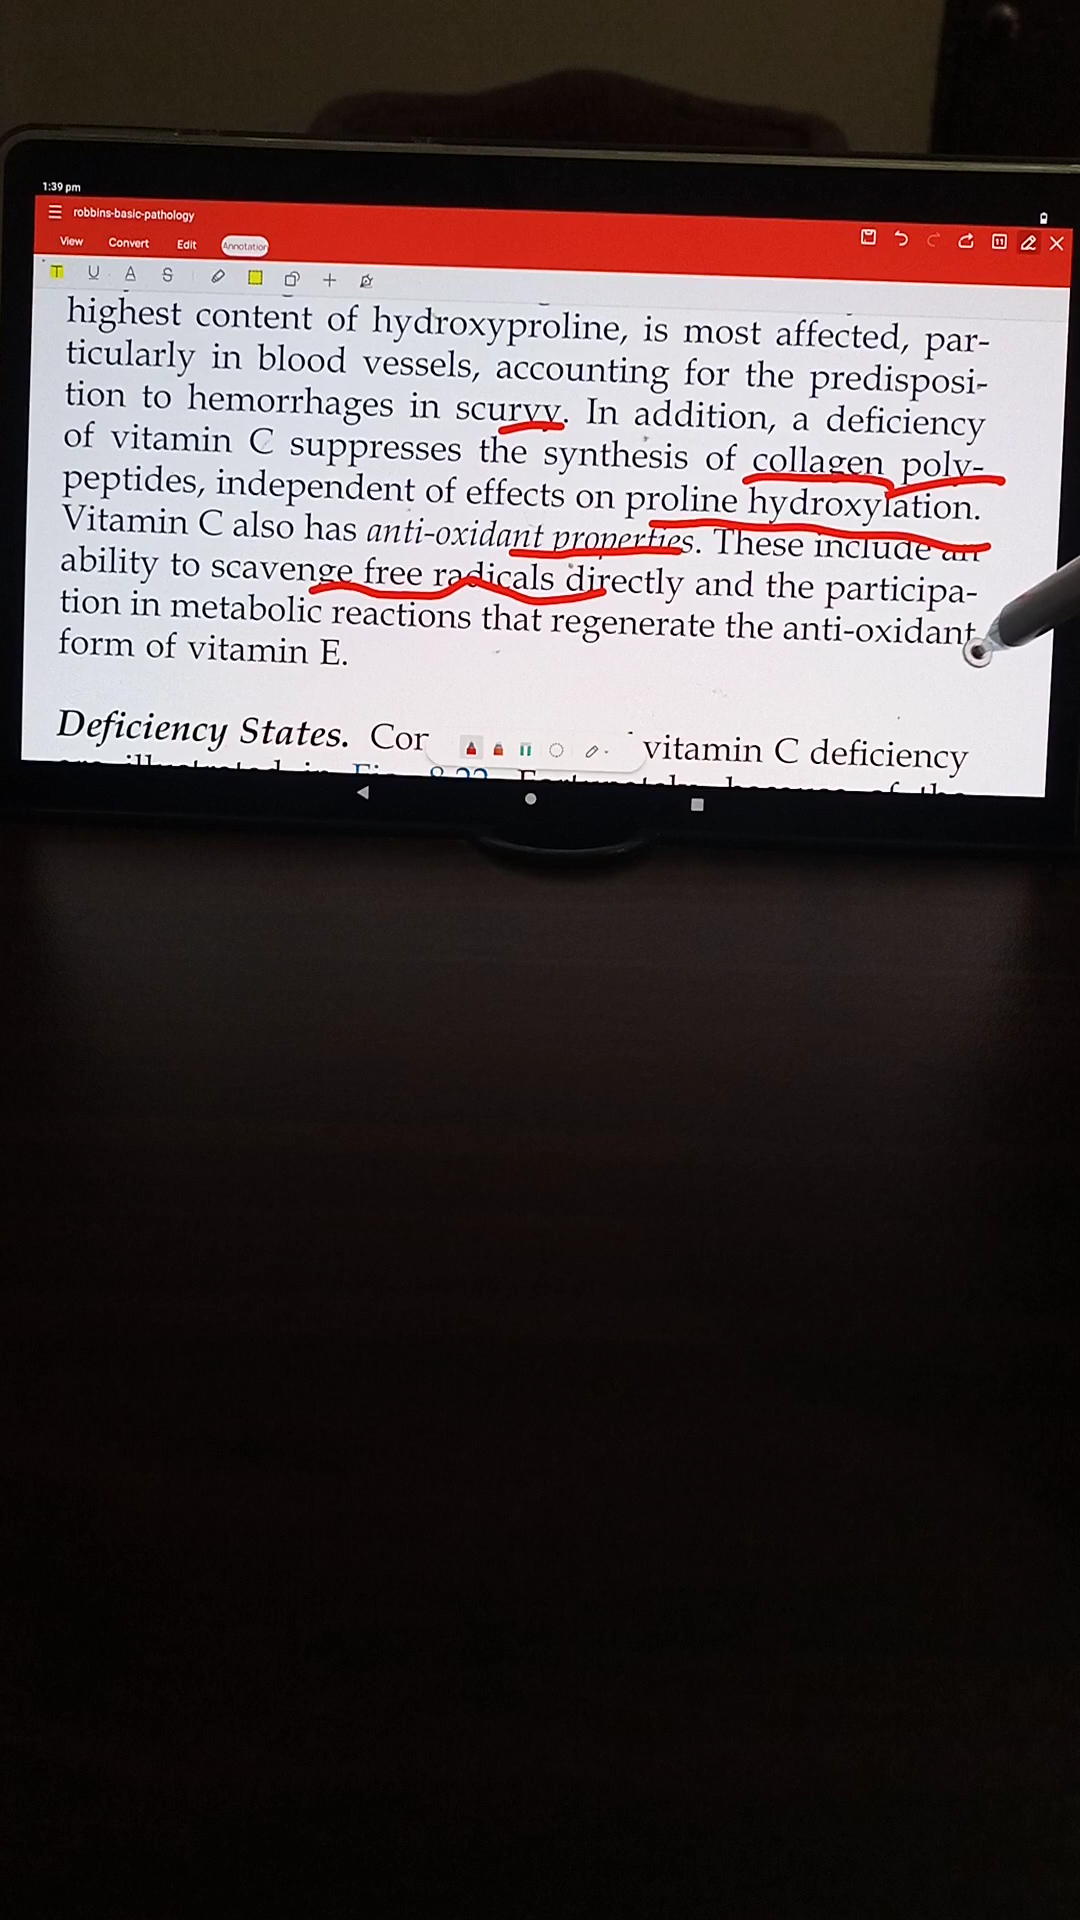 1:39 pm
robbins-basic-pathology
View Convert Edit Annotation
highest content of hydroxyproline, is most affected, par-
ticularly in blood vessels, accounting for the predisposi-
tion to hemorrhages in scurvy. In addition, a deficiency
of vitamin C suppresses the synthesis of collagen poly-
peptides, independent of effects on proline hydroxylation.
Vitamin C also has anti-oxidant properties. These include an
ability to scavenge free radicals directly and the participa-
tion in metabolic reactions that regenerate the anti-oxidant
form of vitamin E.
Deficiency States. Cor vitamin C deficiency